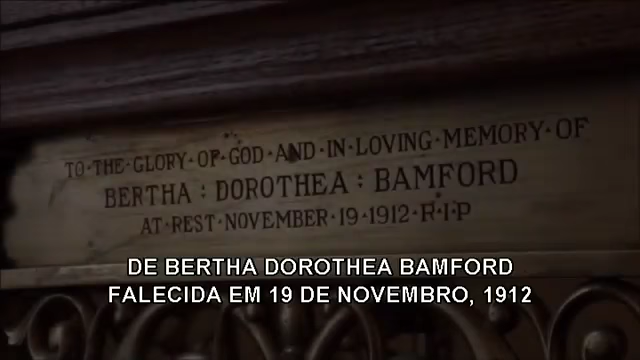 TO·THE·GLORY·OF·GOD·AND·IN·LOVING·MEMORY·OF
BERTHA : DOROTHEA : BAMFORD
AT·REST·NOVEMBER·19·1912·R·I·P
DE BERTHA DOROTHEA BAMFORD
FALECIDA EM 19 DE NOVEMBRO, 1912